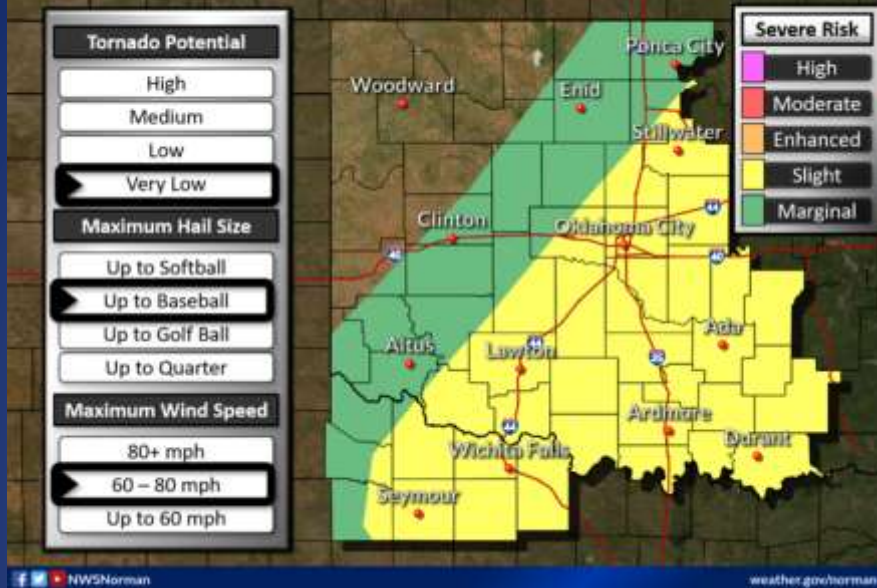 Tornado Potential
High
Medium
Low
Very Low
Maximum Hail Size
Up to Softball
Up to Baseball
Up to Golf Ball
Up to Quarter
Maximum Wind Speed
80+ mph
60 – 80 mph
Up to 60 mph
Severe Risk
High
Moderate
Enhanced
Slight
Marginal
Ponca City
Woodward
Enid
Stillwater
44
Clinton
Oklahoma City
40
40
Altus
44
Lawton
Ada
35
Ardmore
44
Wichita Falls
Durant
Seymour
NWSNorman
weather.gov/norman